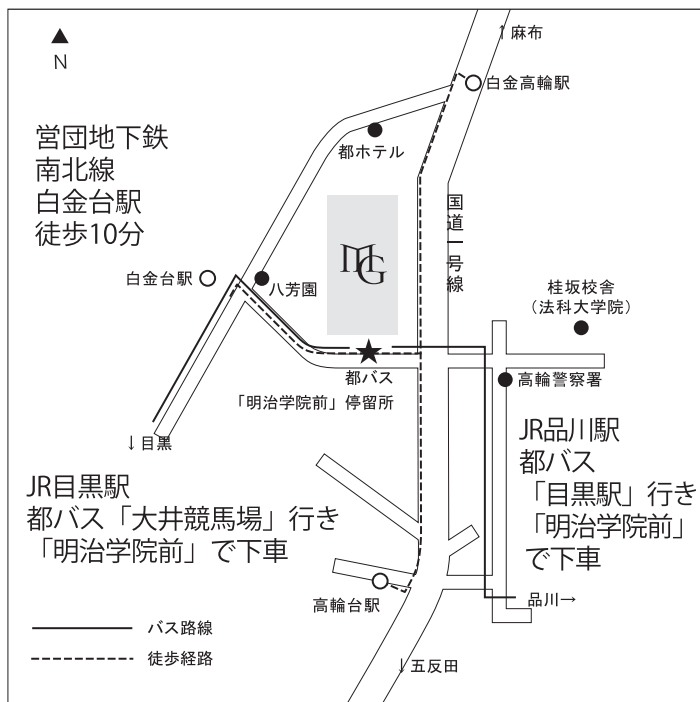 ↑麻布
N
白金高輪駅
営団地下鉄
南北線
白金台駅
徒歩10分
都ホテル
国道一号線
MG
白金台駅
八芳園
桂坂校舎
（法科大学院）
都バス
「明治学院前」停留所
高輪警察署
↓目黒
JR品川駅
都バス
「目黒駅」行き
「明治学院前」
で下車
JR目黒駅
都バス「大井競馬場」行き
「明治学院前」で下車
高輪台駅
品川→
バス路線
徒歩経路
↓五反田